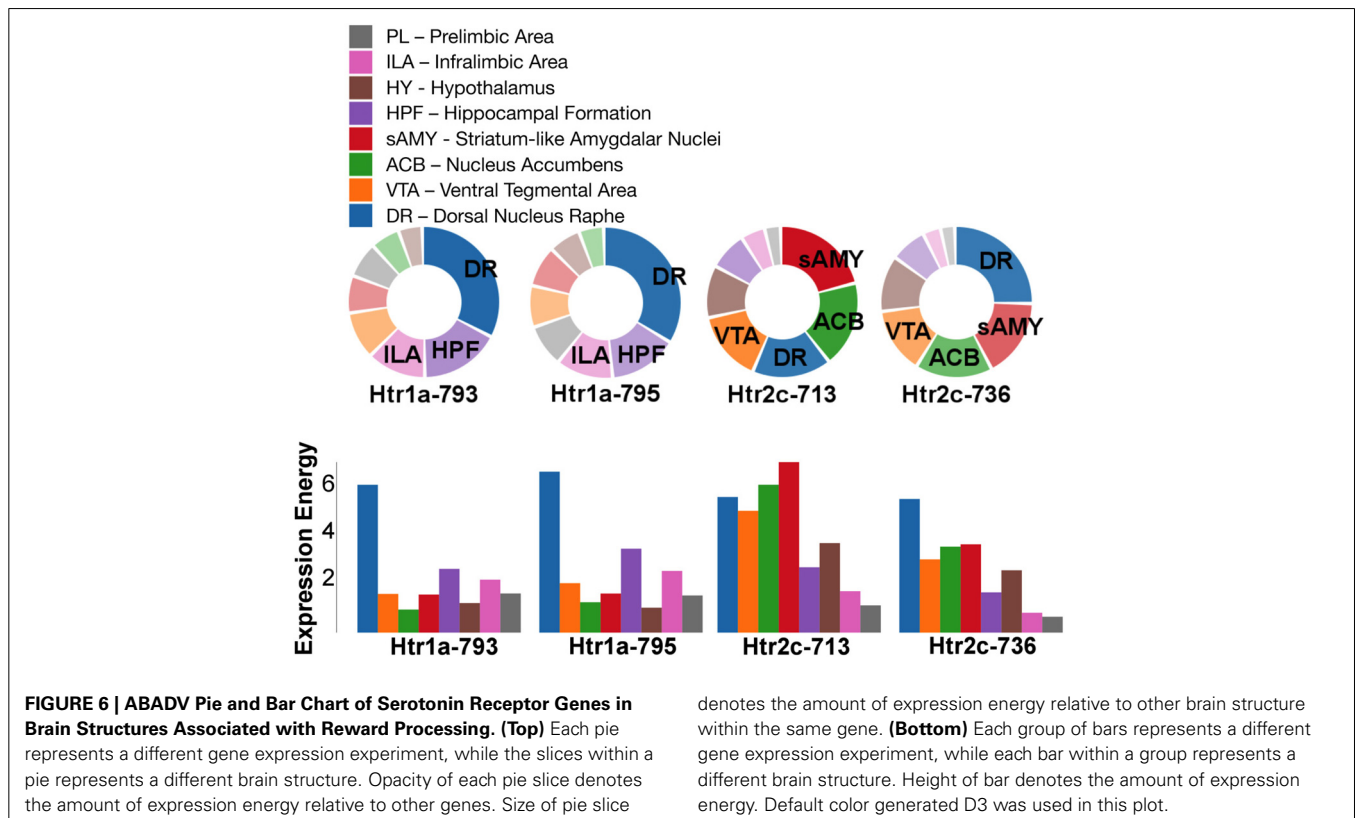 PL – Prelimbic Area
ILA – Infralimbic Area
HY - Hypothalamus
HPF – Hippocampal Formation
sAMY - Striatum-like Amygdalar Nuclei
ACB – Nucleus Accumbens
VTA – Ventral Tegmental Area
DR – Dorsal Nucleus Raphe
DR
HPF
ILA
Htr1a-793
DR
HPF
ILA
Htr1a-795
sAMY
ACB
DR
VTA
Htr2c-713
DR
sAMY
ACB
VTA
Htr2c-736
Expression Energy
6
4
2
Htr1a-793
Htr1a-795
Htr2c-713
Htr2c-736
FIGURE 6 | ABADV Pie and Bar Chart of Serotonin Receptor Genes in
Brain Structures Associated with Reward Processing. (Top) Each pie
represents a different gene expression experiment, while the slices within a
pie represents a different brain structure. Opacity of each pie slice denotes
the amount of expression energy relative to other genes. Size of pie slice
denotes the amount of expression energy relative to other brain structure
within the same gene. (Bottom) Each group of bars represents a different
gene expression experiment, while each bar within a group represents a
different brain structure. Height of bar denotes the amount of expression
energy. Default color generated D3 was used in this plot.